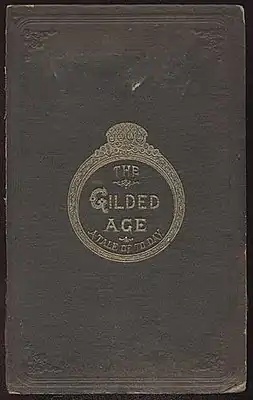 THE
GILDED
AGE
A TALE OF TO DAY